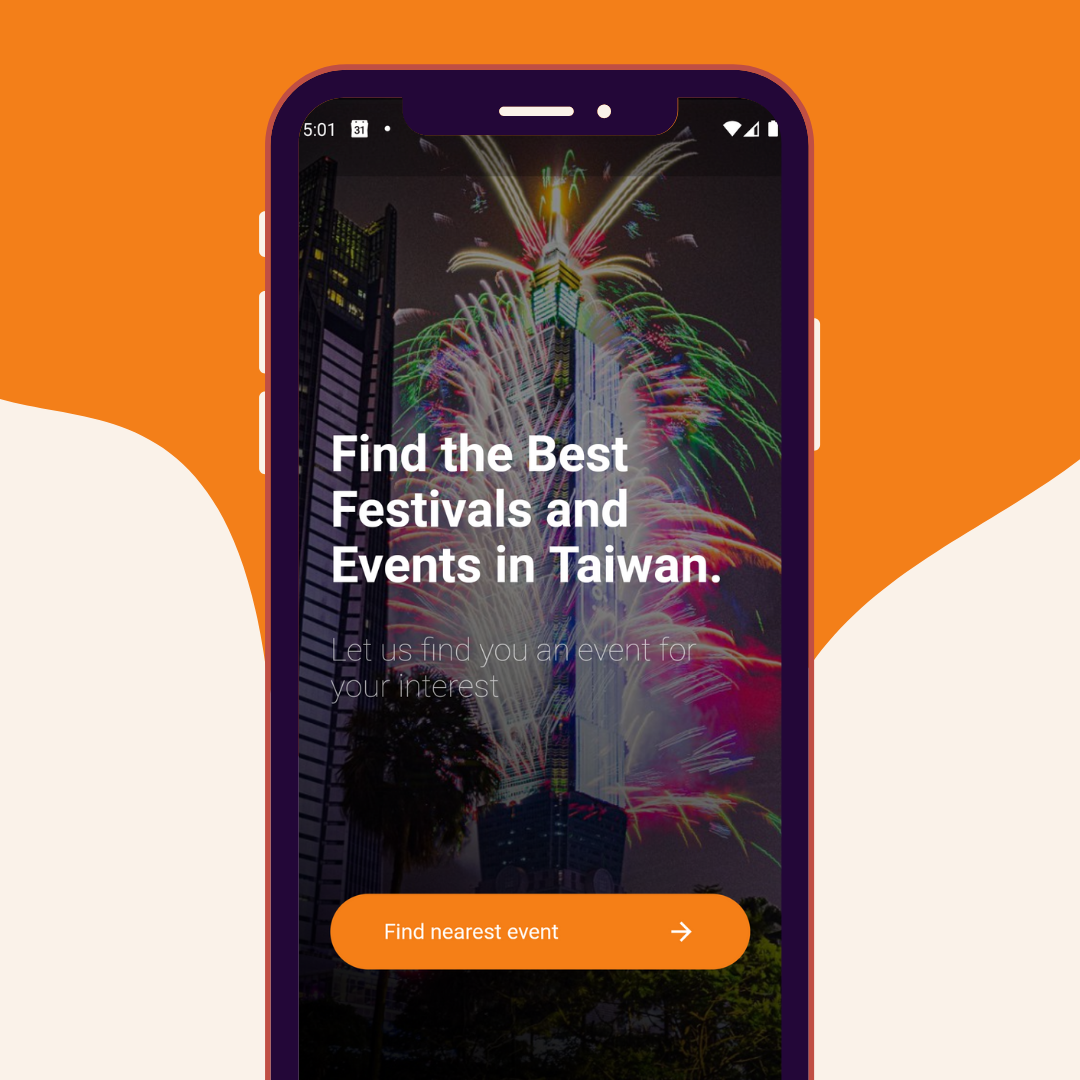 5:01
31
Find the Best
Festivals and
Events in Taiwan.
Let us find you an event for
your interest
Find nearest event